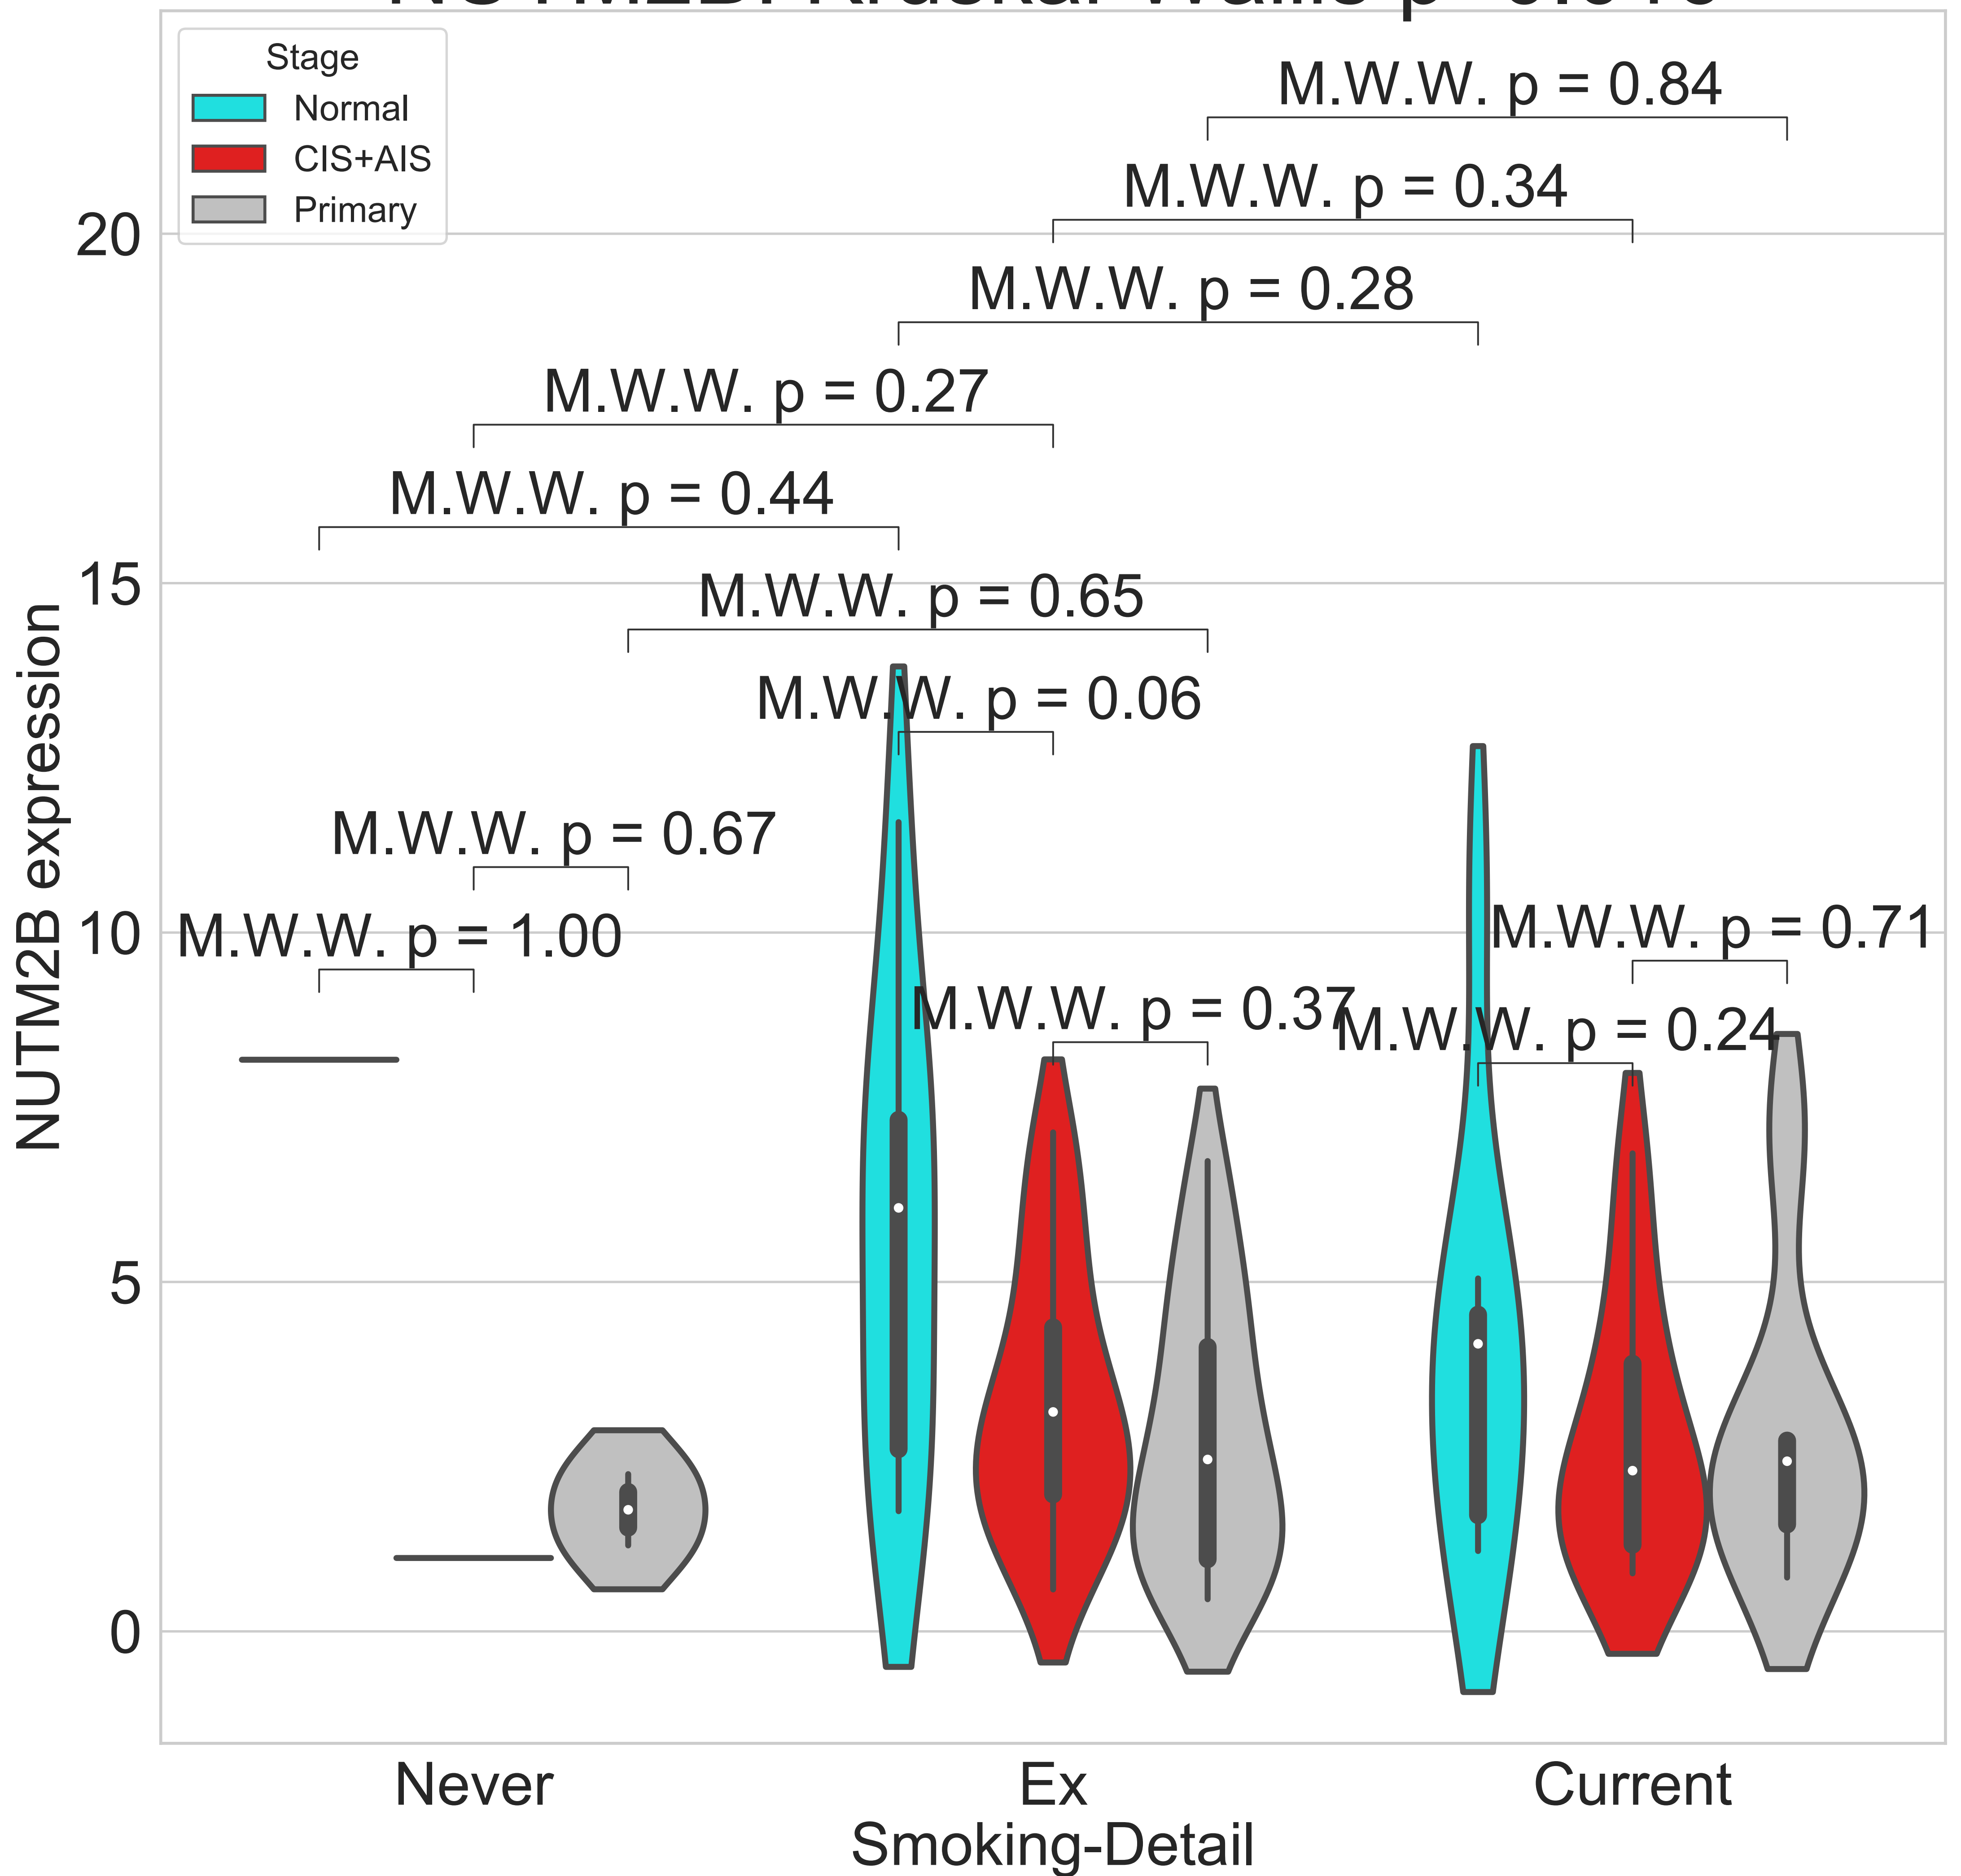 Stage
Normal
CIS+AIS
Primary
M.W.W. p = 0.84
M.W.W. p = 0.34
M.W.W. p = 0.28
M.W.W. p = 0.27
M.W.W. p = 0.44
M.W.W. p = 0.65
M.W.W. p = 0.06
M.W.W. p = 0.67
M.W.W. p = 1.00
M.W.W. p = 0.71
M.W.W. p = 0.37
M.W.W. p = 0.24
20
15
10
5
0
NUTM2B expression
Never
Ex
Current
Smoking-Detail